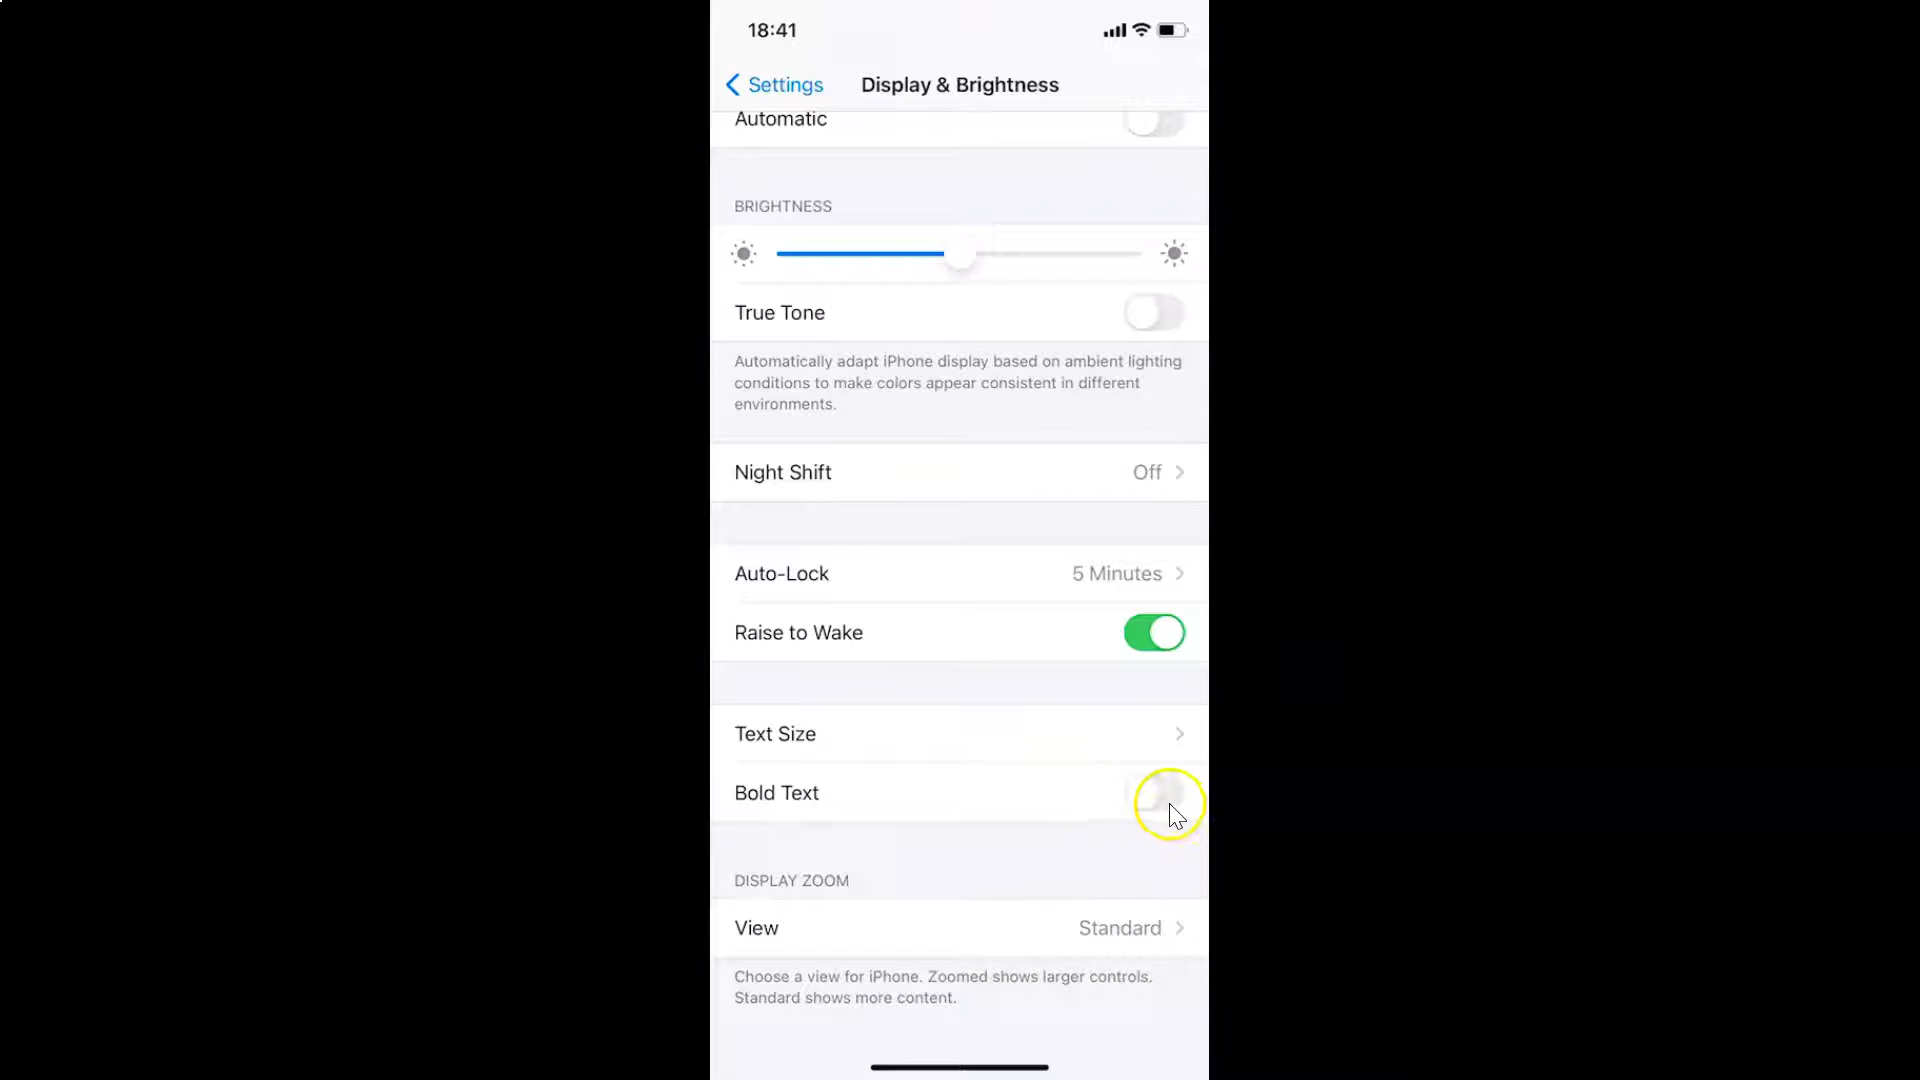 18:41
Settings
Display & Brightness
Automatic
BRIGHTNESS
True Tone
Automatically adapt iPhone display based on ambient lighting
conditions to make colors appear consistent in different
environments.
Night Shift Off
Auto-Lock 5 Minutes
Raise to Wake
Text Size
Bold Text
DISPLAY ZOOM
View Standard
Choose a view for iPhone. Zoomed shows larger controls.
Standard shows more content.